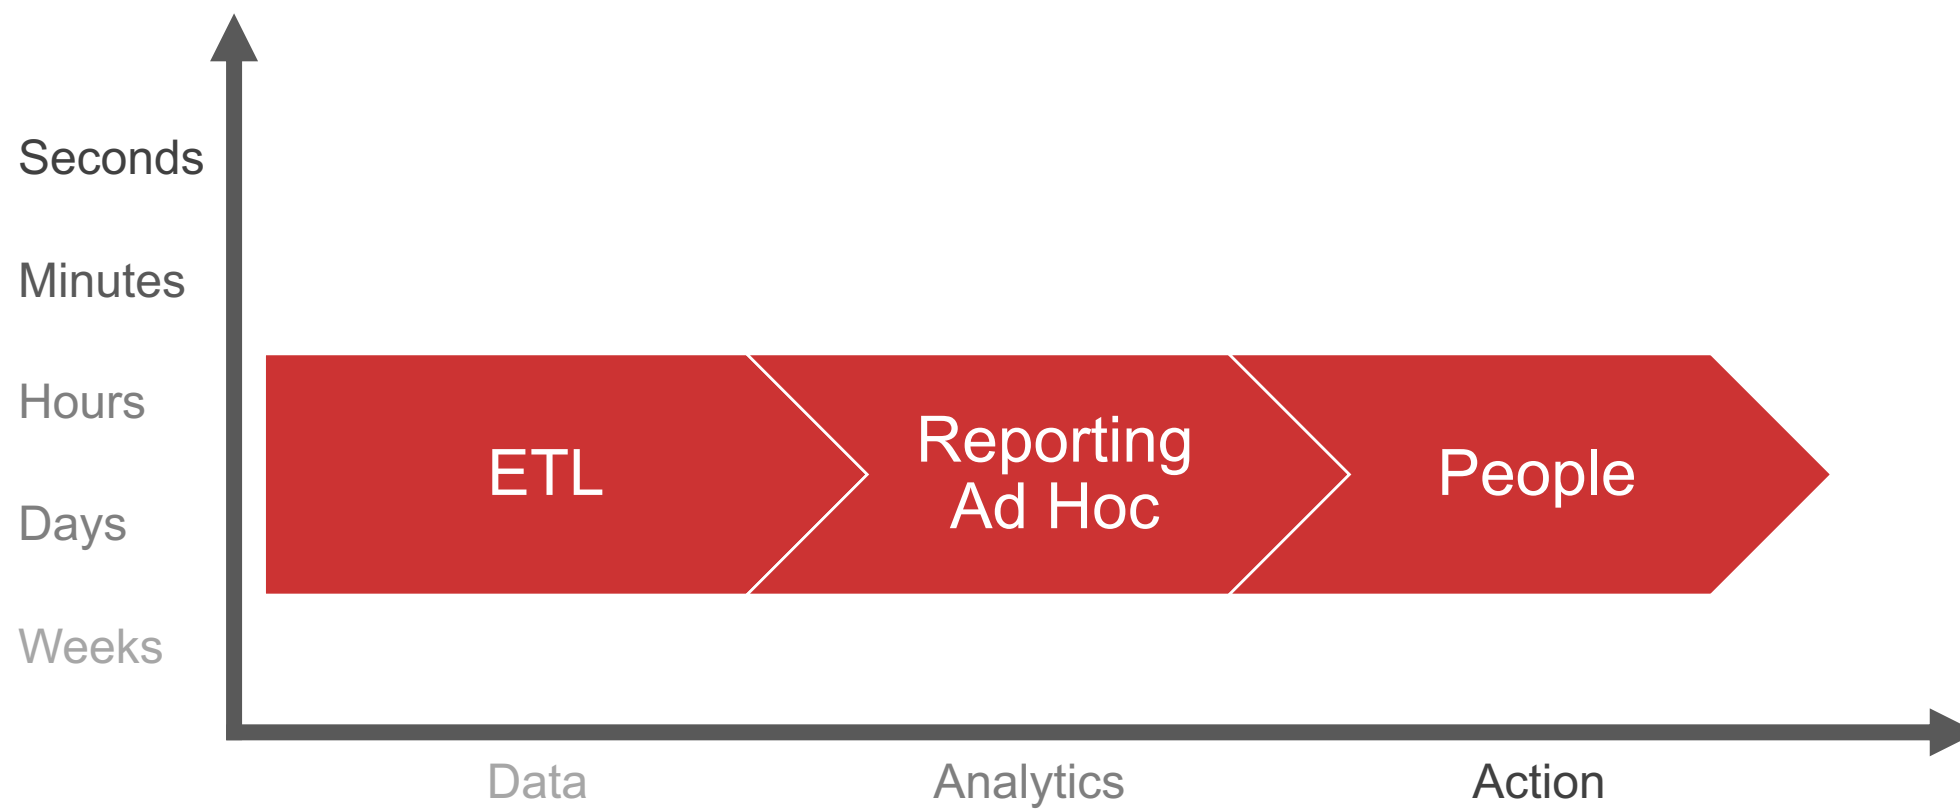 Seconds
Minutes
Hours
Days
Weeks
ETL
Reporting
Ad Hoc
People
Data
Analytics
Action